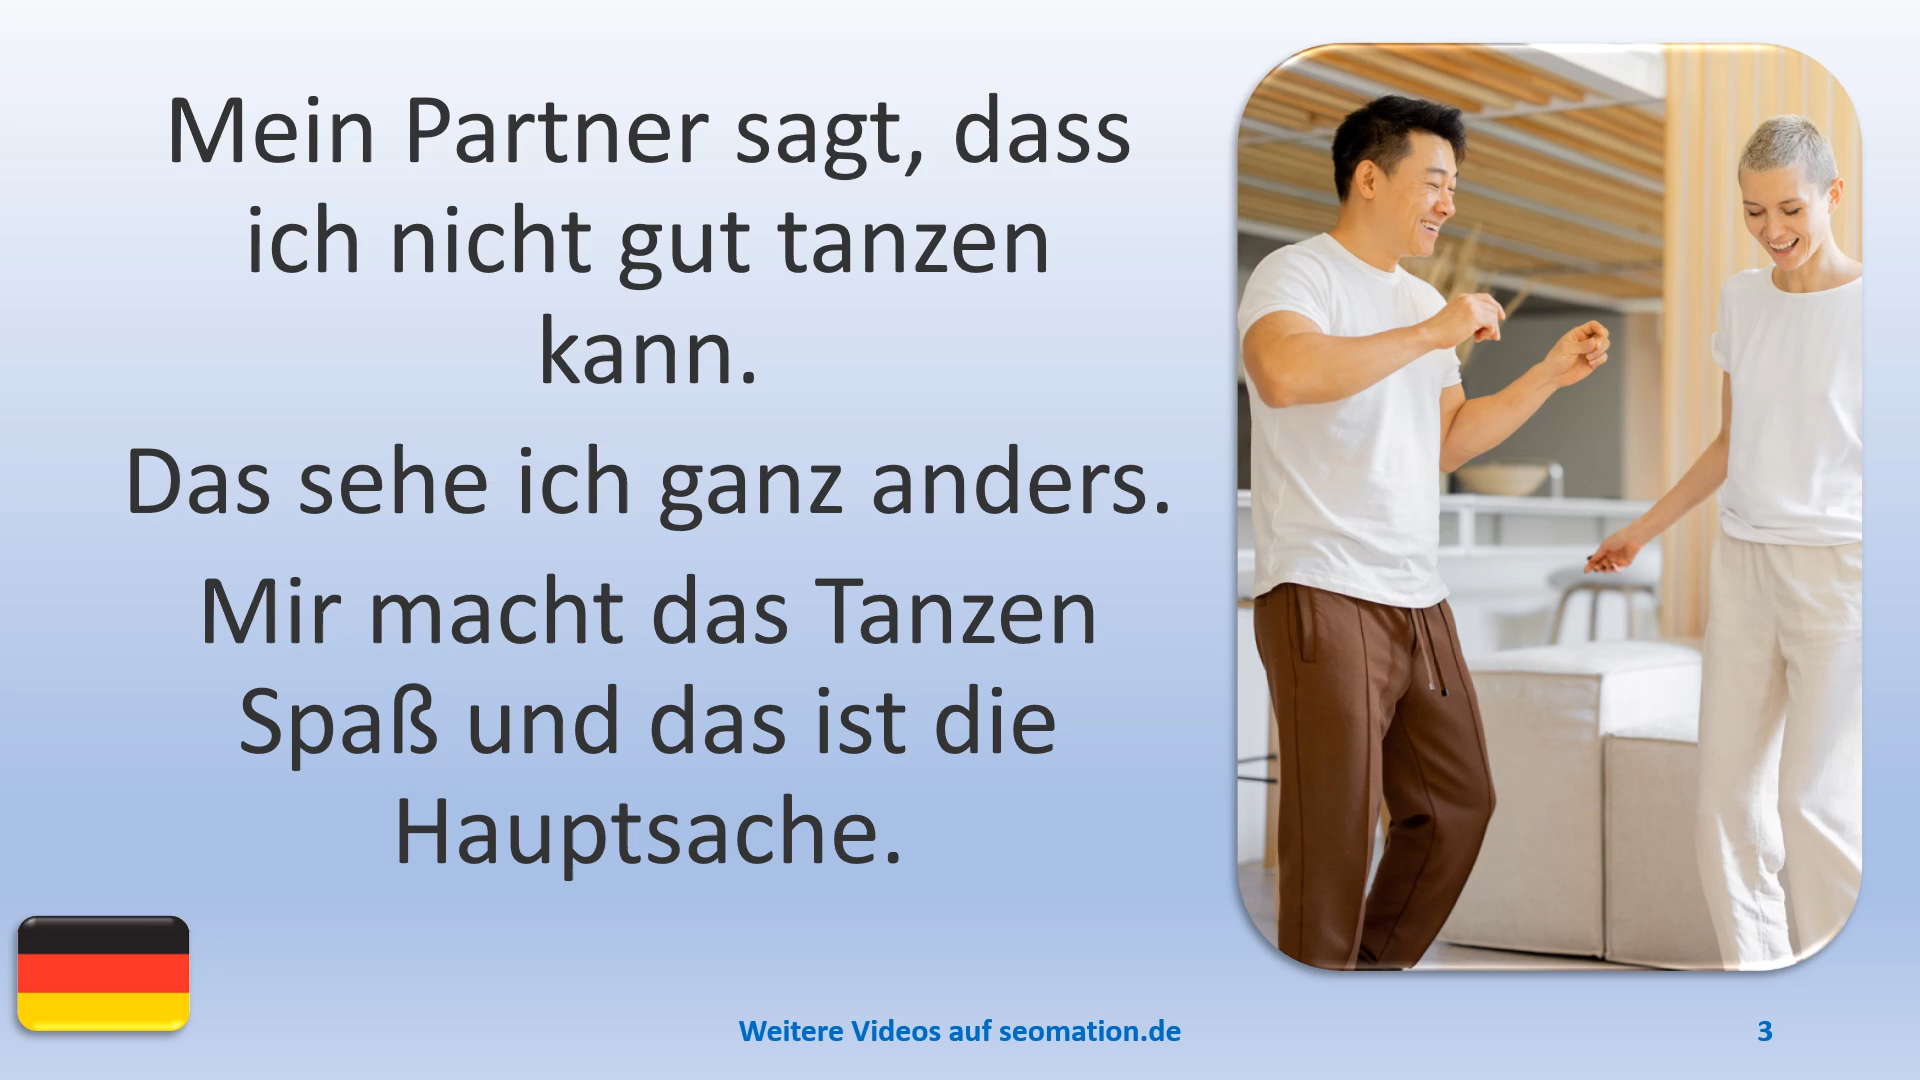 Mein Partner sagt, dass
ich nicht gut tanzen
kann.
Das sehe ich ganz anders.
Mir macht das Tanzen
Spaß und das ist die
Hauptsache.
Weitere Videos auf seomation.de
3